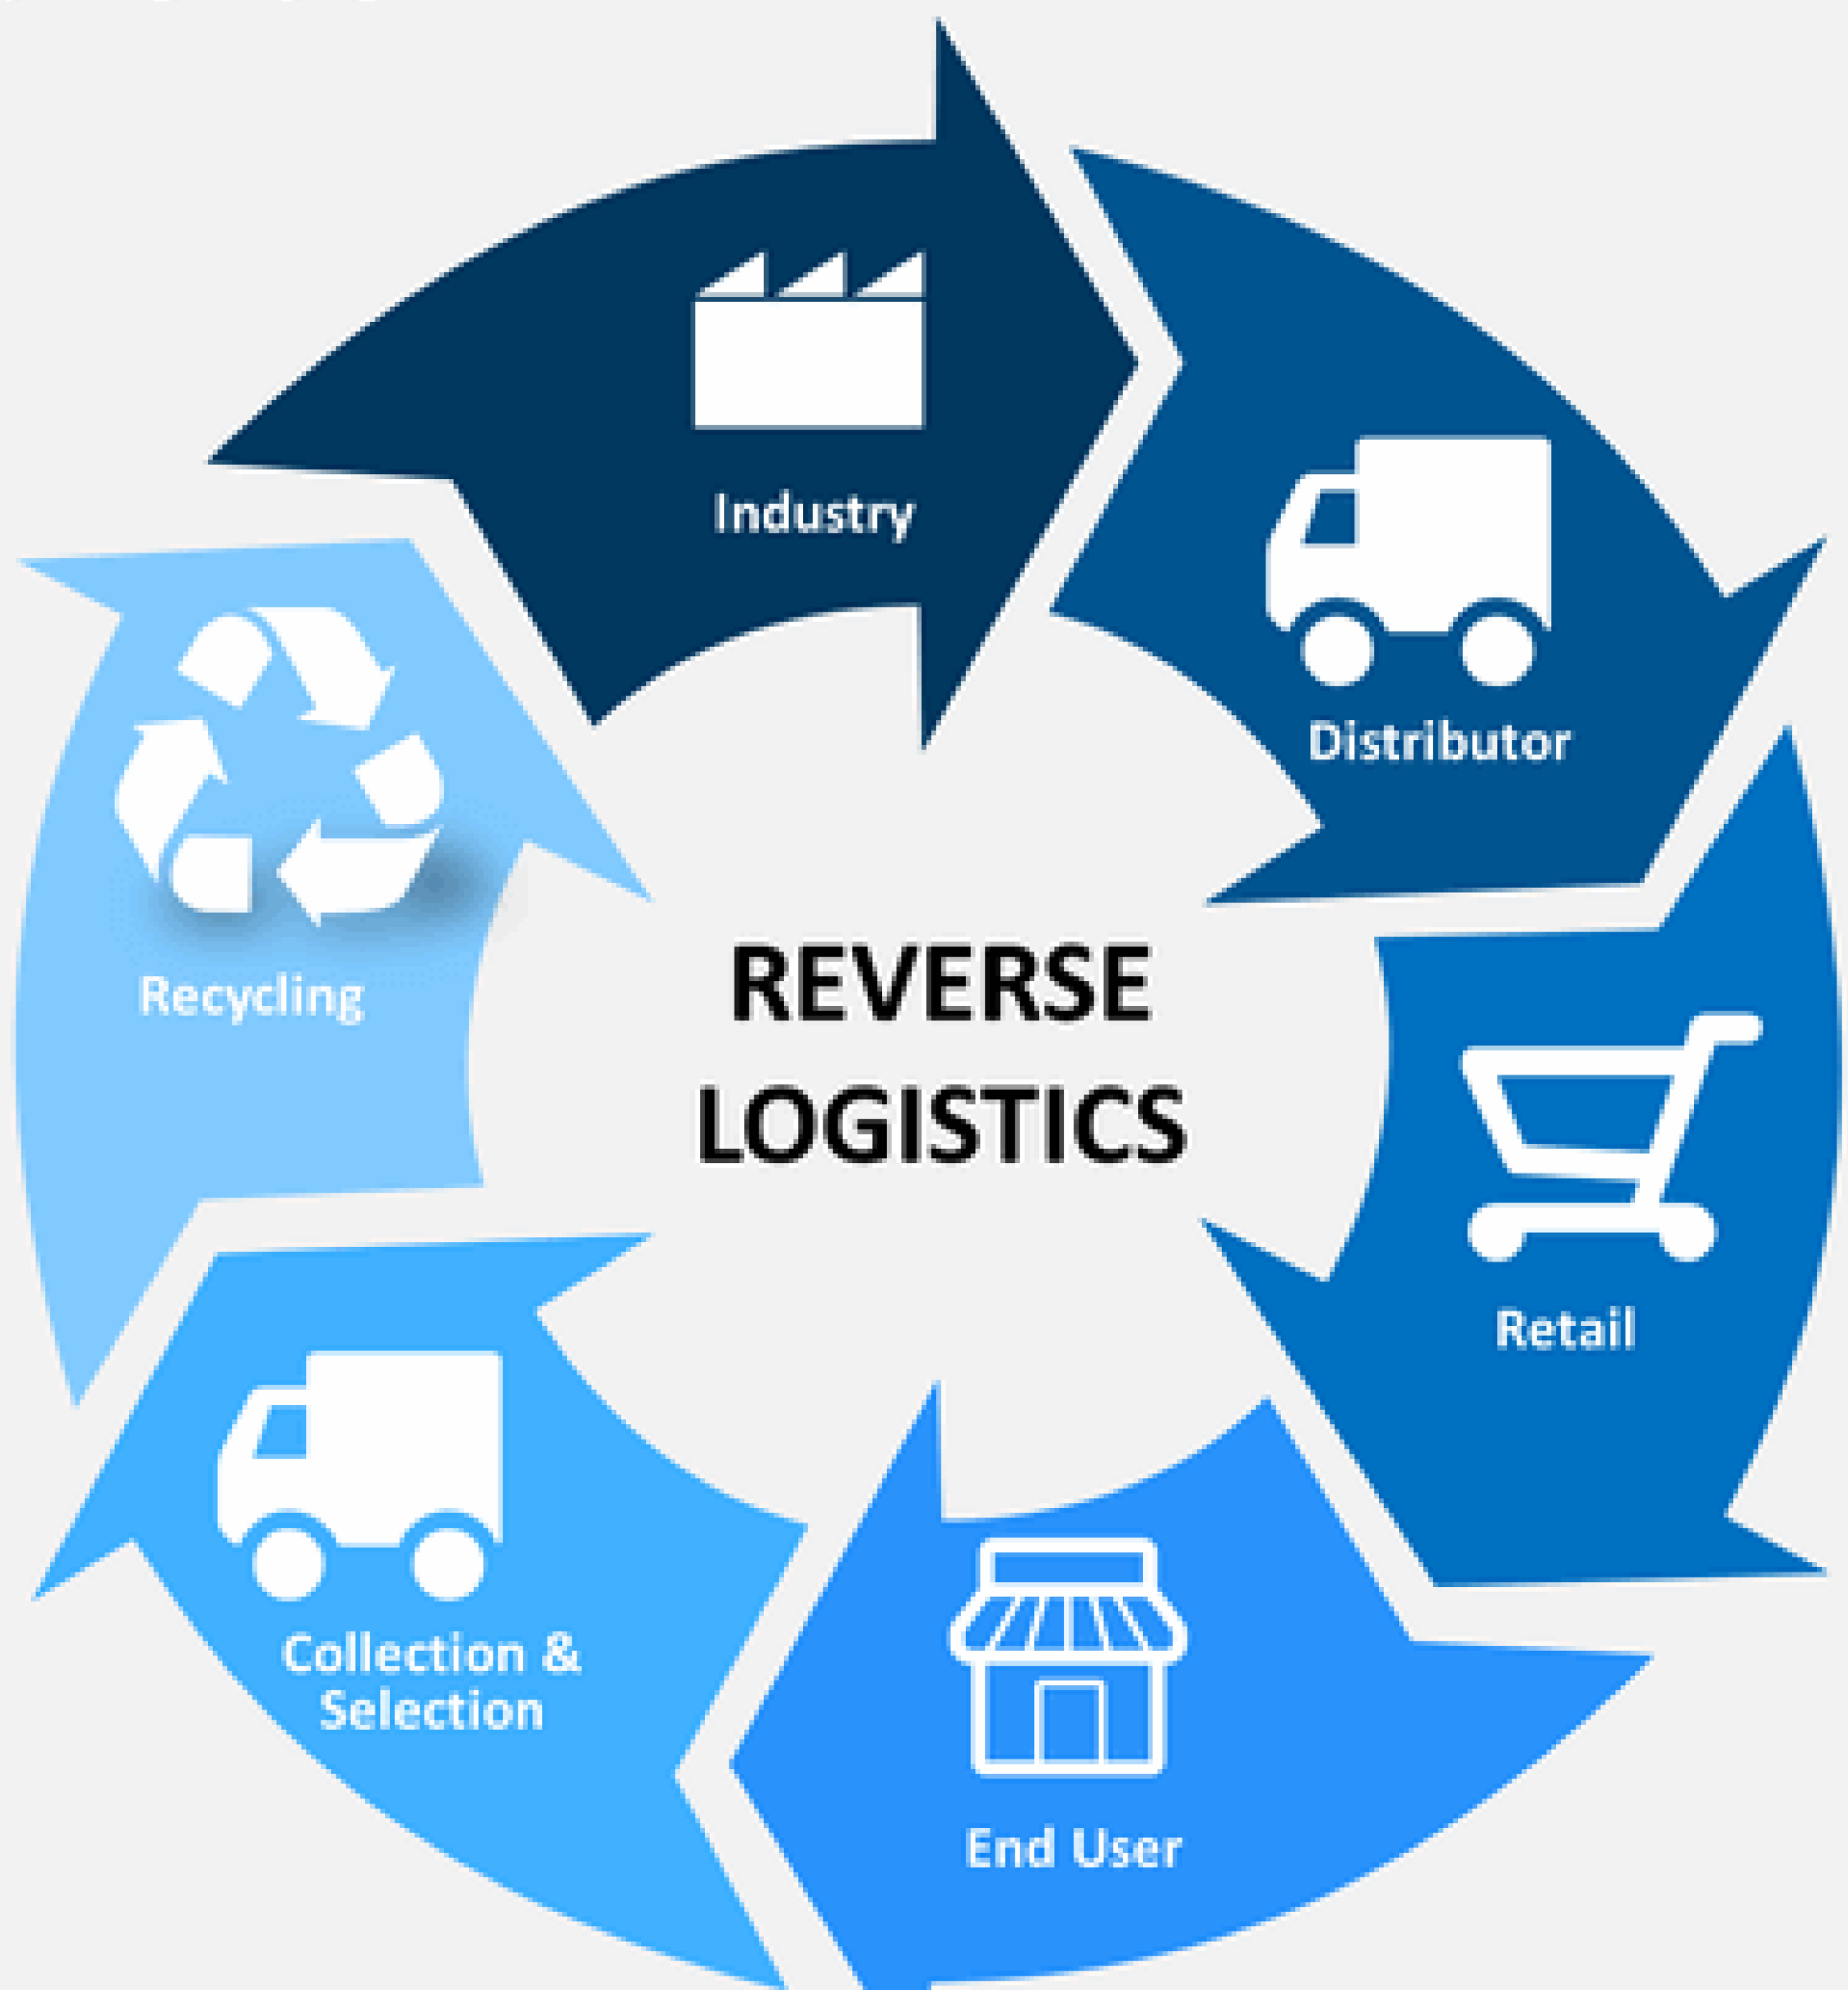 Industry
Distributor
Recycling
REVERSE
LOGISTICS
Retail
Collection &
Selection
End User